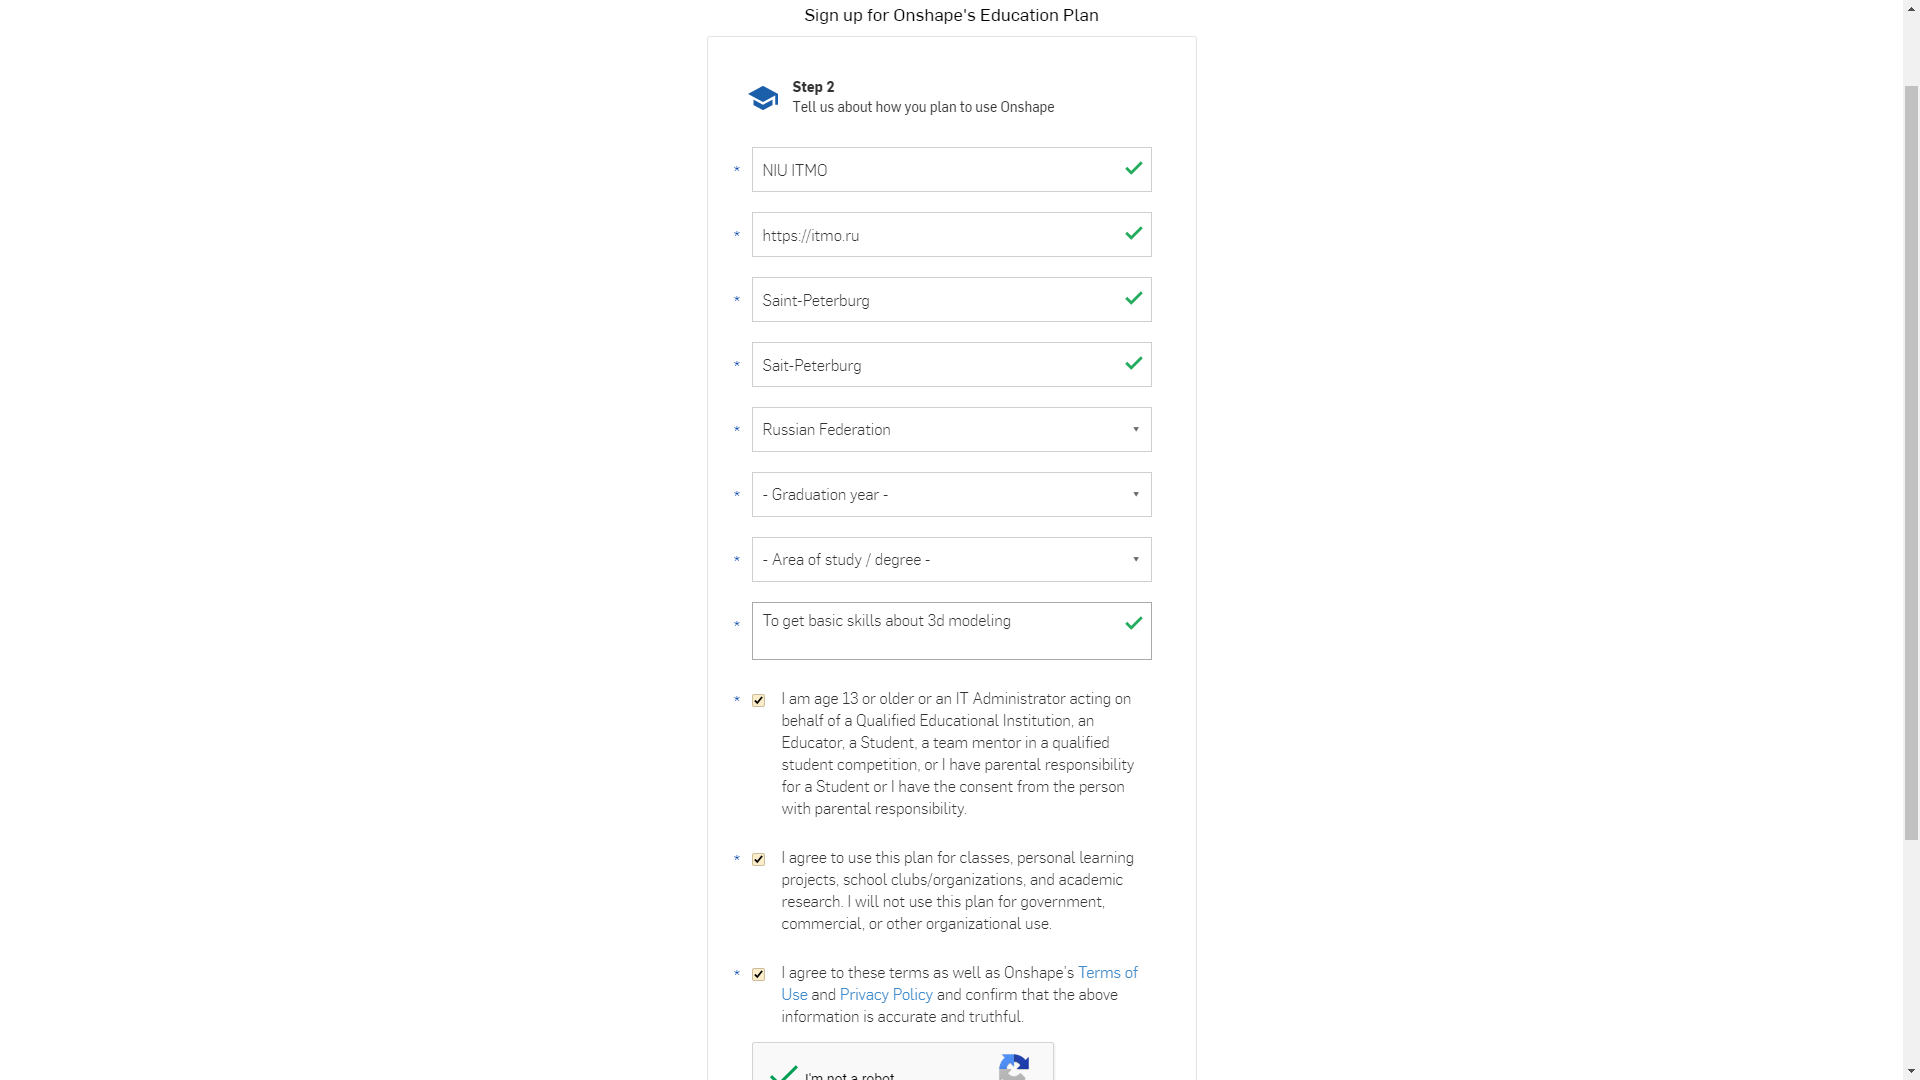 Sign up for Onshape's Education Plan
Step 2
Tell us about how you plan to use Onshape
* NIU ITMO
* https://itmo.ru
* Saint-Peterburg
* Sait-Peterburg
* Russian Federation
* - Graduation year -
* - Area of study / degree -
* To get basic skills about 3d modeling
* I am age 13 or older or an IT Administrator acting on
behalf of a Qualified Educational Institution, an
Educator, a Student, a team mentor in a qualified
student competition, or I have parental responsibility
for a Student or I have the consent from the person
with parental responsibility.
* I agree to use this plan for classes, personal learning
projects, school clubs/organizations, and academic
research. I will not use this plan for government,
commercial, or other organizational use.
* I agree to these terms as well as Onshape's Terms of
Use and Privacy Policy and confirm that the above
information is accurate and truthful.
I'm not a robot